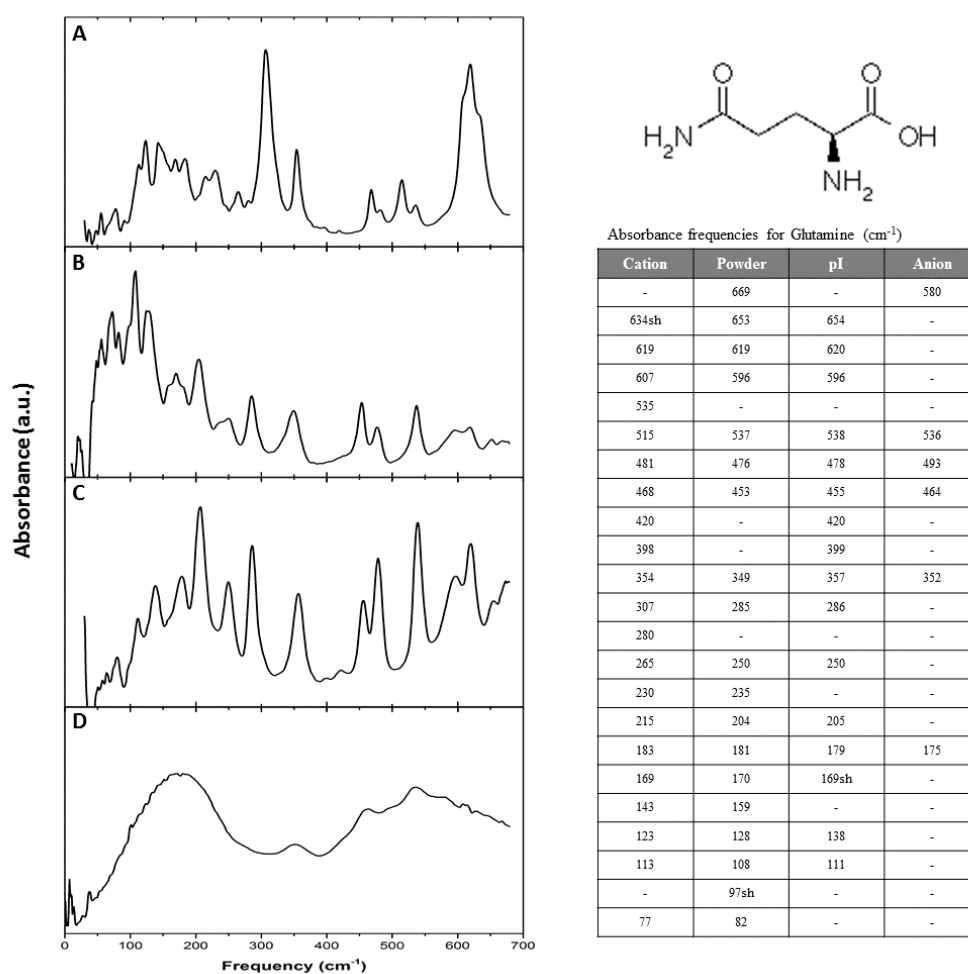 A
B
C
D
Absorbance (a.u.)
0 100 200 300 400 500 600 700
Frequency (cm-1)
O O
H2N OH
NH2
Absorbance frequencies for Glutamine (cm-1)
Cation Powder pI Anion
- 669 - 580
634sh 653 654 -
619 619 620 -
607 596 596 -
535 - - -
515 537 538 536
481 476 478 493
468 453 455 464
420 - 420 -
398 - 399 -
354 349 357 352
307 285 286 -
280 - - -
265 250 250 -
230 235 - -
215 204 205 -
183 181 179 175
169 170 169sh -
143 159 - -
123 128 138 -
113 108 111 -
- 97sh - -
77 82 - -